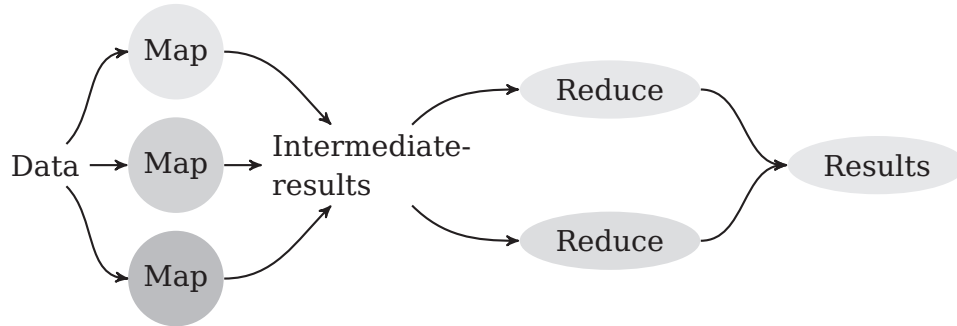 Map
Data
Map
Map
Intermediate-
results
Reduce
Reduce
Results